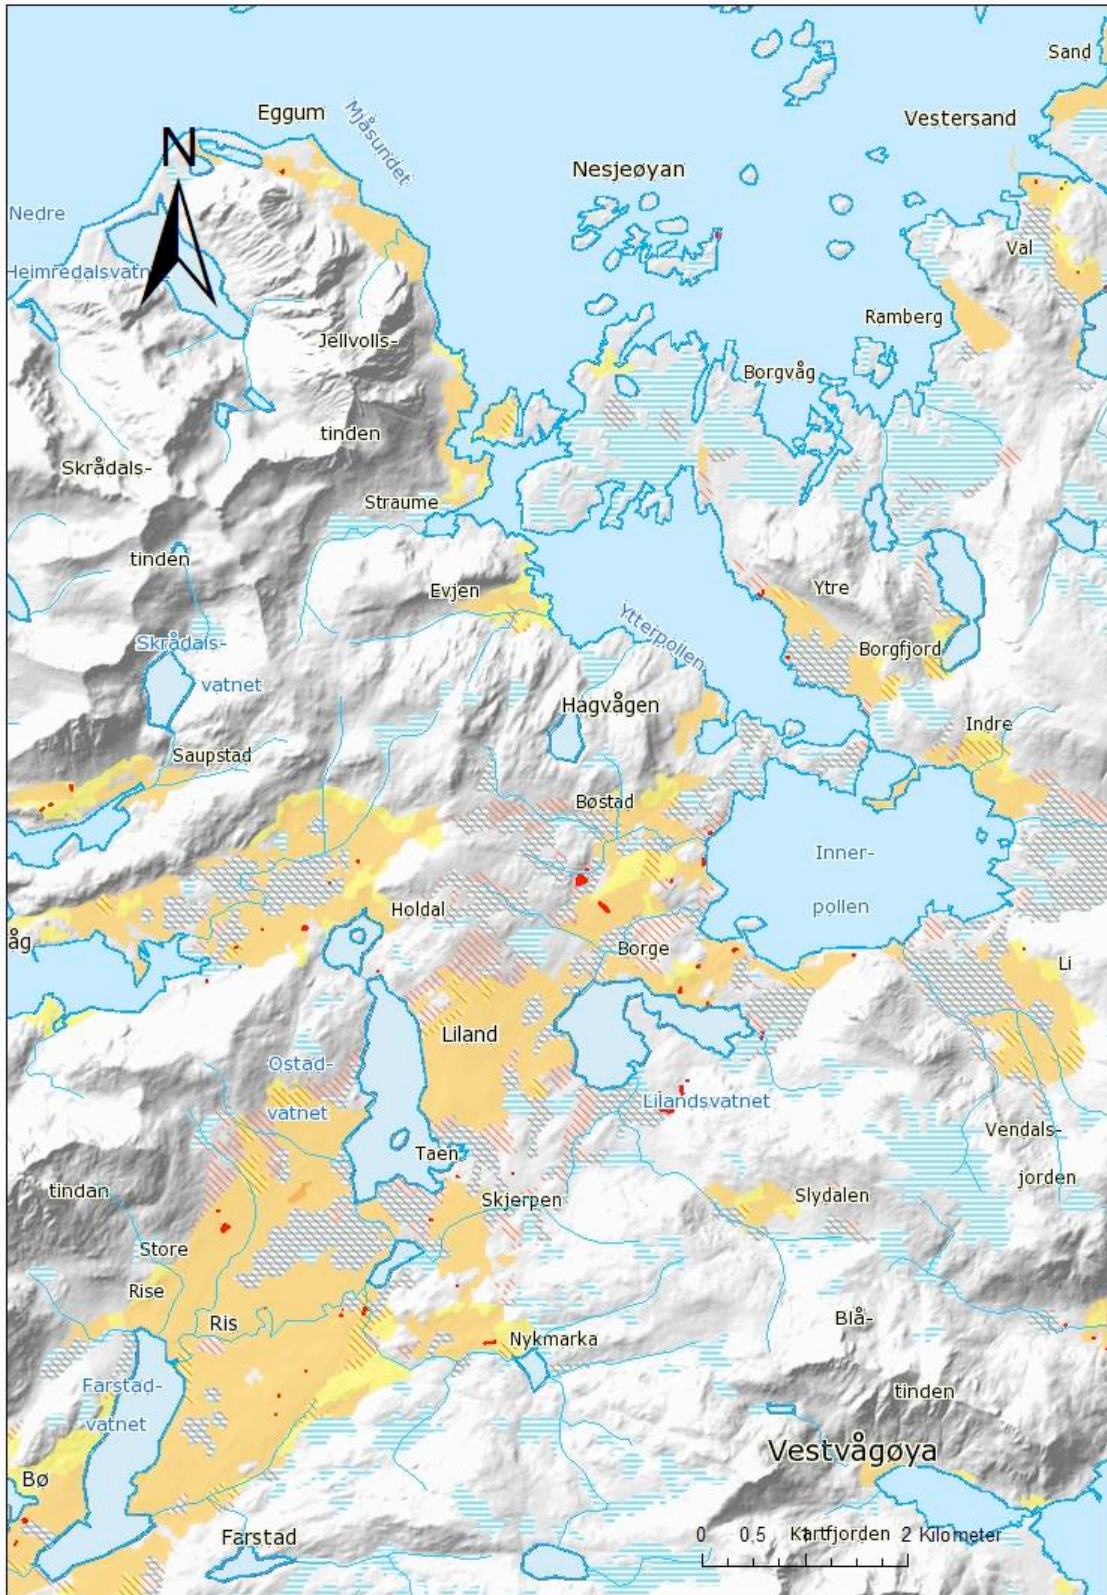 Sand
Eggum
Mjåsundet
Vestersand
N
Nesjeøyan
Nedre
Val
Heimredalsvatnet
Ramberg
Jellvolls-
Borgvåg
tinden
Skrådals-
Straume
tinden
Evjen
Ytre
Ytterpollen
Skrådals-
Borgfjord
vatnet
Hagvågen
Indre
Saupstad
Bøstad
Inner-
Holdal
pollen
åg
Borge
Li
Liland
Ostad-
vatnet
Lilandsvatnet
Vendals-
Taen
tindan
Skjerpen
Slydalen
jorden
Store
Rise
Ris
Blå-
Nykmarka
Farstad-
tinden
vatnet
Vestvågøya
Bø
Farstad
0 0,5 1 2 Kilometer
Kartfjorden